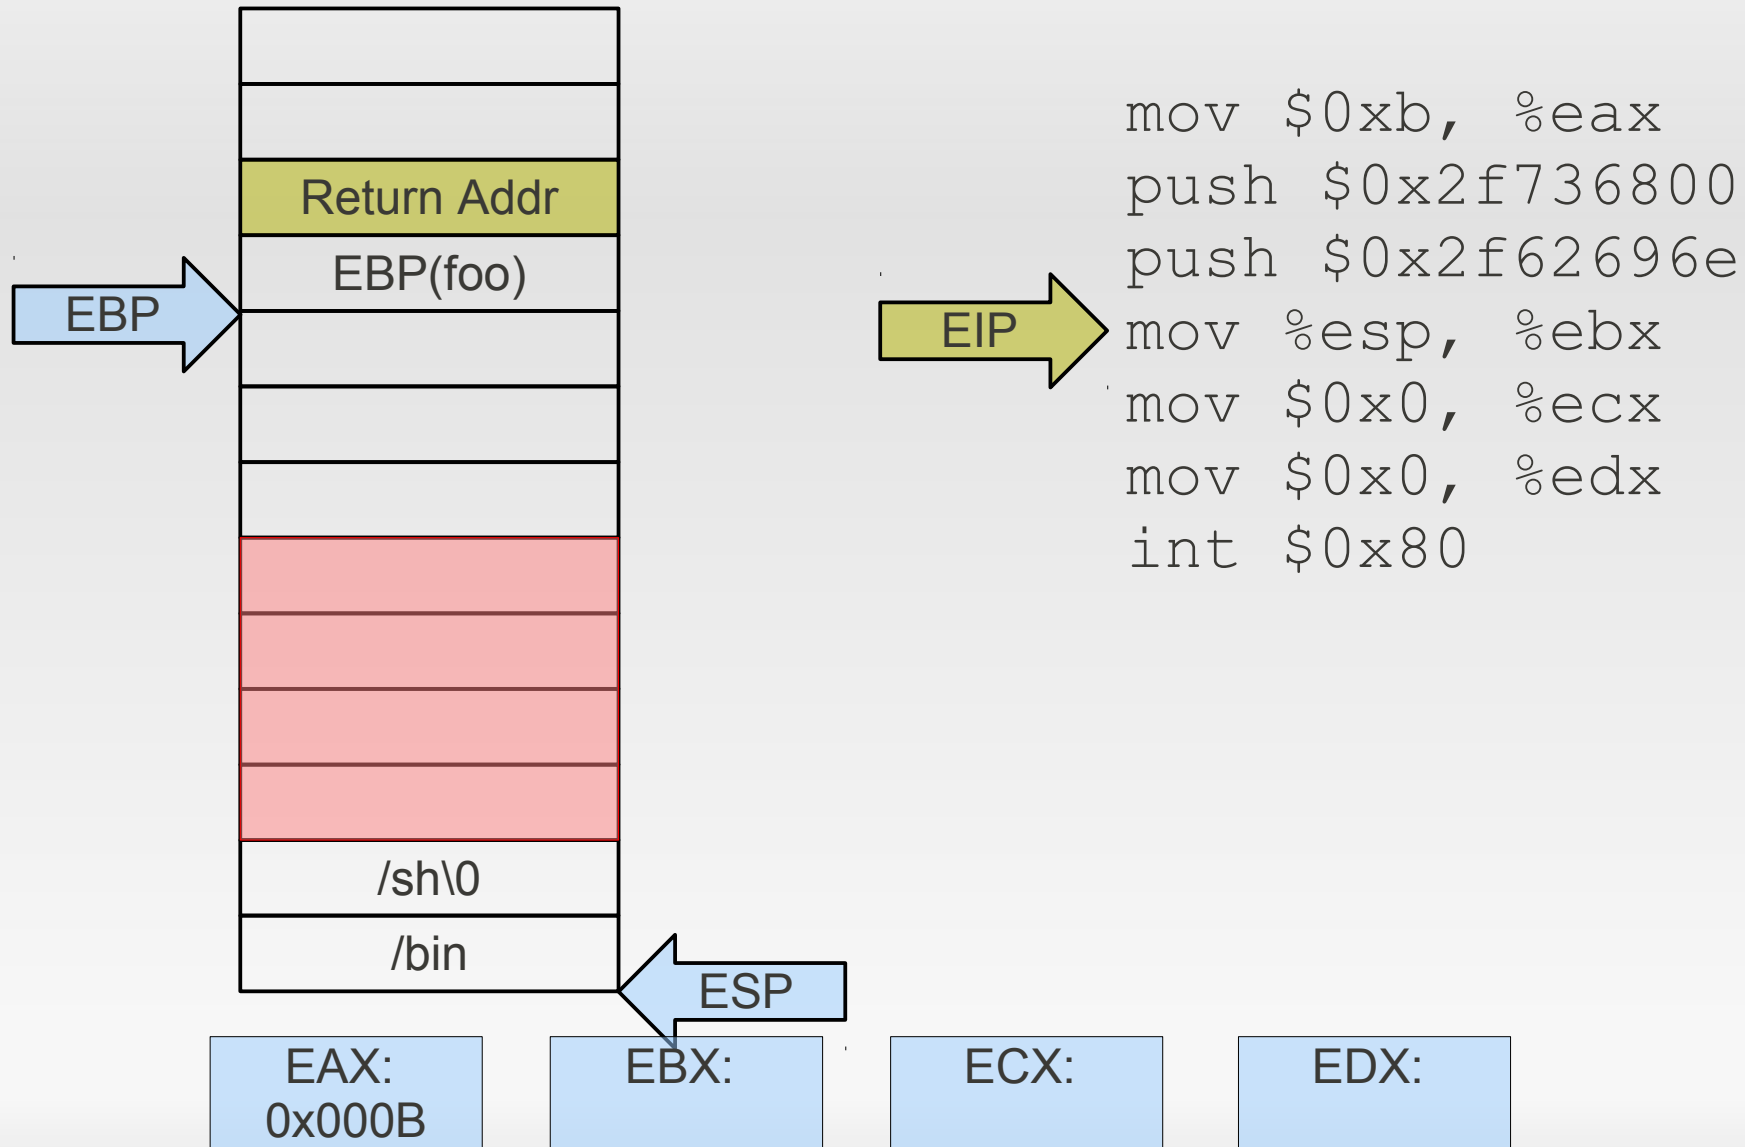 Return Addr
EBP(foo)
EBP
/sh\0
/bin
ESP
EIP
mov $0xb, %eax
push $0x2f736800
push $0x2f62696e
mov %esp, %ebx
mov $0x0, %ecx
mov $0x0, %edx
int $0x80
EAX:
0x000B
EBX:
ECX:
EDX: